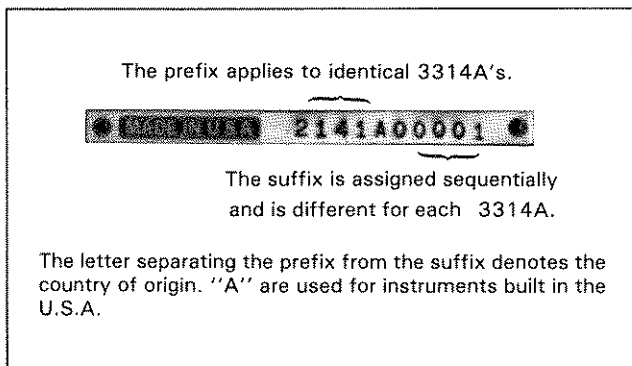 The prefix applies to identical 3314A's.
MADE IN U S A 2141A00001
The suffix is assigned sequentially
and is different for each 3314A.
The letter separating the prefix from the suffix denotes the
country of origin. ''A'' are used for instruments built in the
U.S.A.